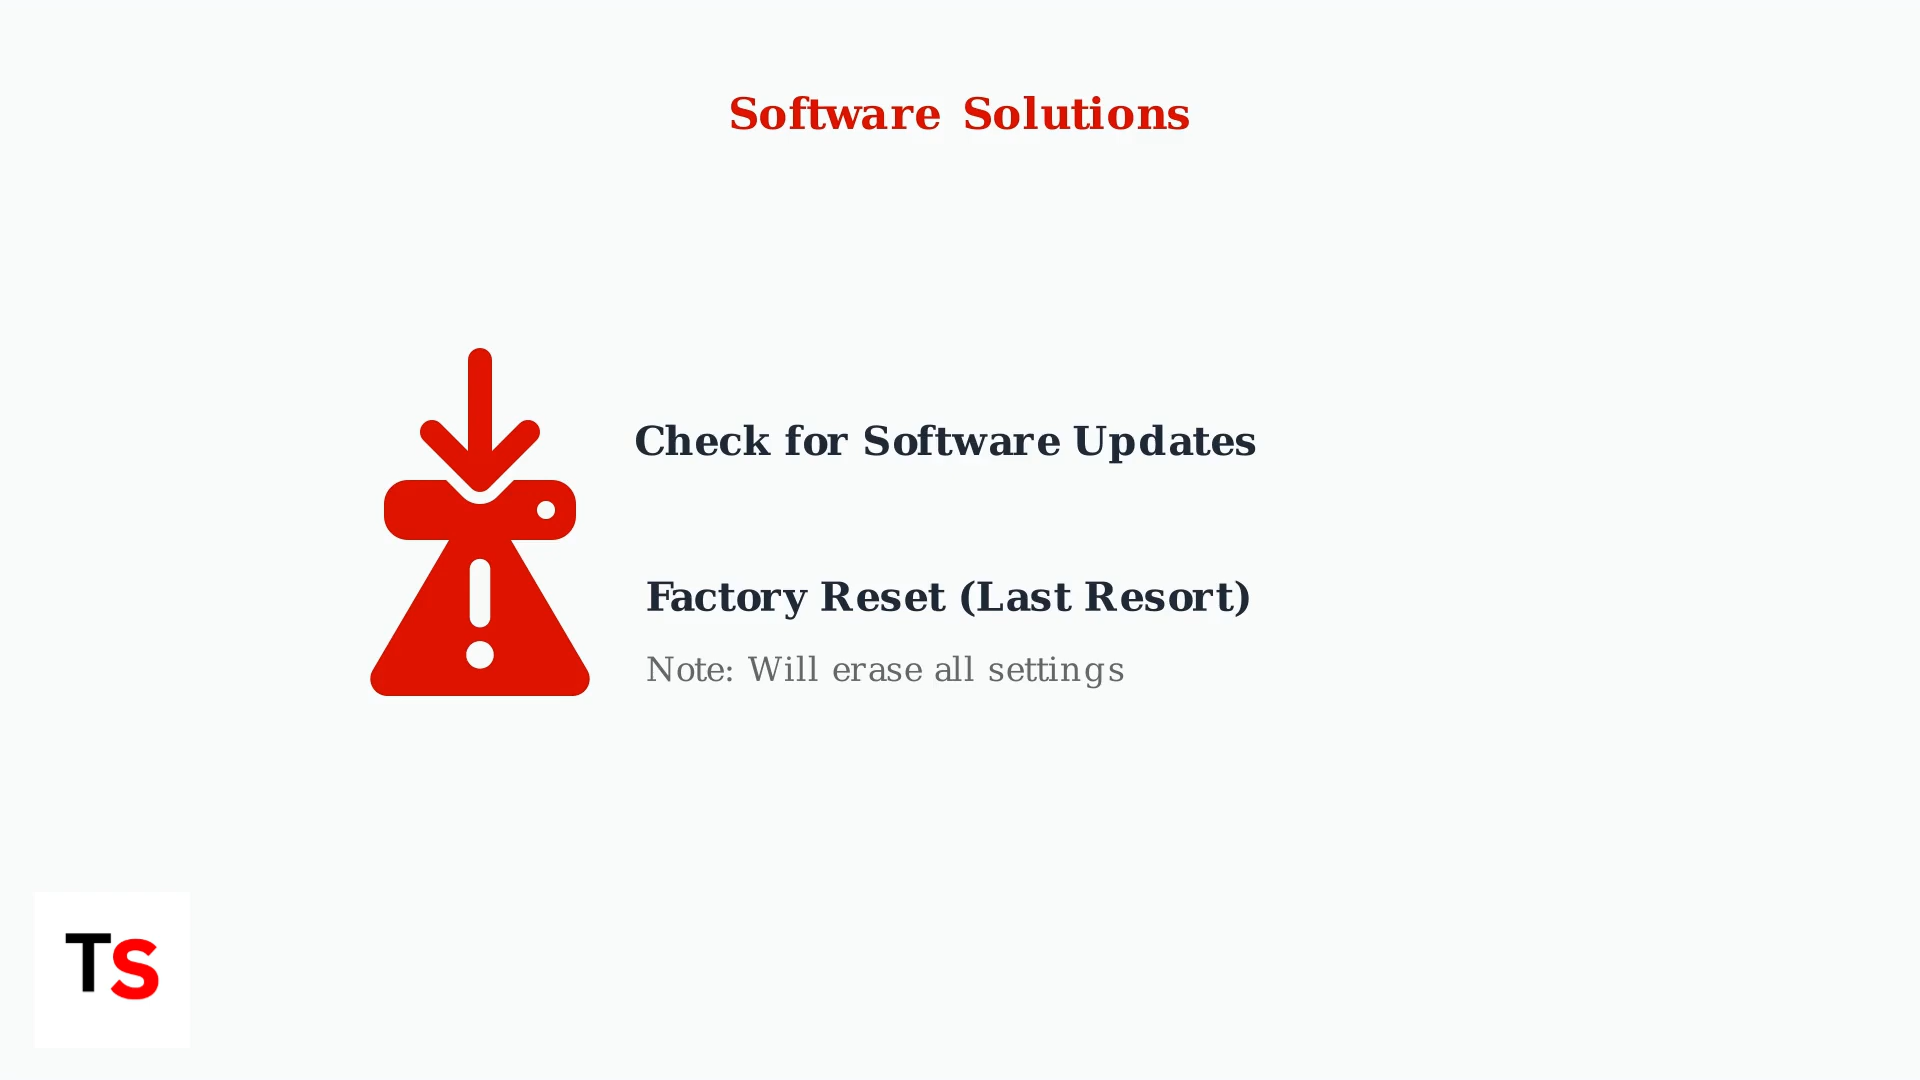 Software Solutions
Check for Software Updates
Factory Reset (Last Resort)
Note: Will erase all settings
TS